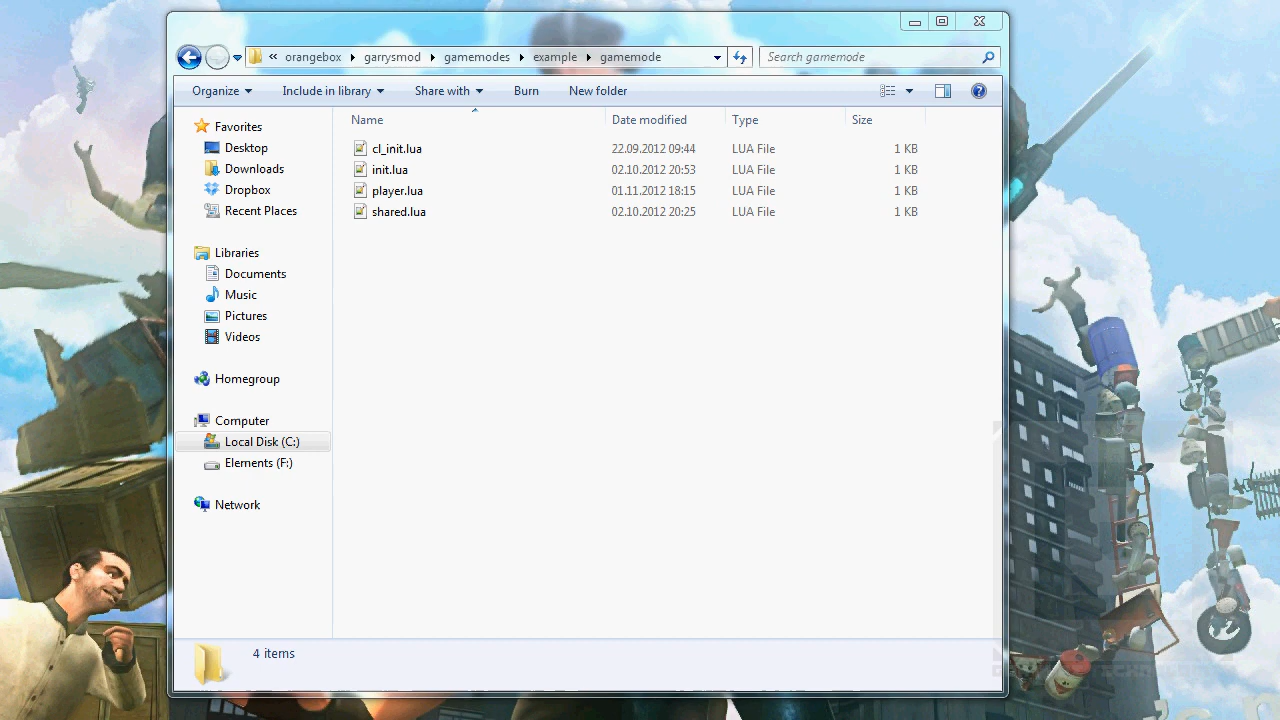 « orangebox ▸ garrysmod ▸ gamemodes ▸ example ▸ gamemode
Search gamemode
Organize Include in library Share with Burn New folder
Name Date modified Type Size
Favorites
Desktop
Downloads
Dropbox
Recent Places
Libraries
Documents
Music
Pictures
Videos
Homegroup
Computer
Local Disk (C:)
Elements (F:)
Network
cl_init.lua 22.09.2012 09:44 LUA File 1 KB
init.lua 02.10.2012 20:53 LUA File 1 KB
player.lua 01.11.2012 18:15 LUA File 1 KB
shared.lua 02.10.2012 20:25 LUA File 1 KB
4 items